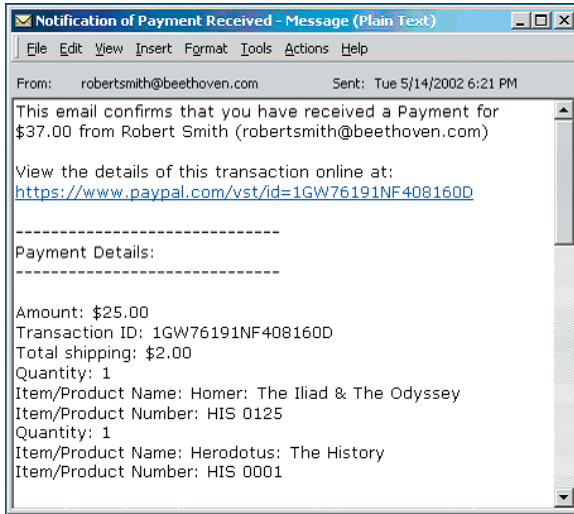 Notification of Payment Received - Message (Plain Text)
File Edit View Insert Format Tools Actions Help
From: robertsmith@beethoven.com Sent: Tue 5/14/2002 6:21 PM
This email confirms that you have received a Payment for
$37.00 from Robert Smith (robertsmith@beethoven.com)
View the details of this transaction online at:
https://www.paypal.com/vst/id=1GW76191NF408160D
------------------------------
Payment Details:
------------------------------
Amount: $25.00
Transaction ID: 1GW76191NF408160D
Total shipping: $2.00
Quantity: 1
Item/Product Name: Homer: The Iliad & The Odyssey
Item/Product Number: HIS 0125
Quantity: 1
Item/Product Name: Herodotus: The History
Item/Product Number: HIS 0001